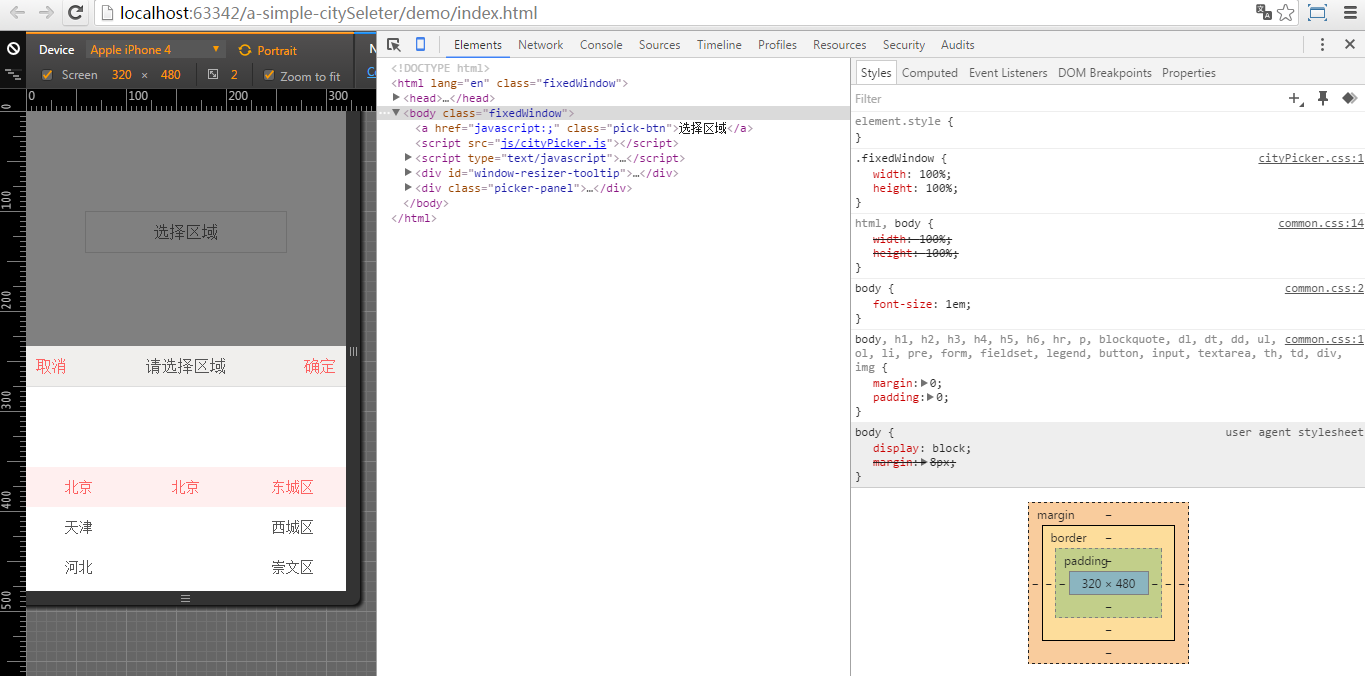 localhost:63342/a-simple-citySeleter/demo/index.html
Device Apple iPhone 4 ▼ Portrait
Screen 320 × 480 2 Zoom to fit
0 100 200 300
0
100
200
300
400
500
选择区域
取消 请选择区域 确定
北京 北京 东城区
天津 西城区
河北 崇文区
Elements Network Console Sources Timeline Profiles Resources Security Audits
<!DOCTYPE html>
<html lang="en" class="fixedWindow">
▶<head>…</head>
…▼<body class="fixedWindow">
<a href="javascript:;" class="pick-btn">选择区域</a>
<script src="js/cityPicker.js"></script>
▶<script type="text/javascript">…</script>
▶<div id="window-resizer-tooltip">…</div>
▶<div class="picker-panel">…</div>
</body>
</html>
Styles Computed Event Listeners DOM Breakpoints Properties
Filter
element.style {
}
.fixedWindow { cityPicker.css:1
width: 100%;
height: 100%;
}
html, body { common.css:14
width: 100%;
height: 100%;
}
body { common.css:2
font-size: 1em;
}
body, h1, h2, h3, h4, h5, h6, hr, p, blockquote, dl, dt, dd, ul, common.css:1
ol, li, pre, form, fieldset, legend, button, input, textarea, th, td, div,
img {
margin:▶0;
padding:▶0;
}
body { user agent stylesheet
display: block;
margin:▶8px;
}
margin –
border –
padding –
– – – 320 × 480 – – –
–
–
–